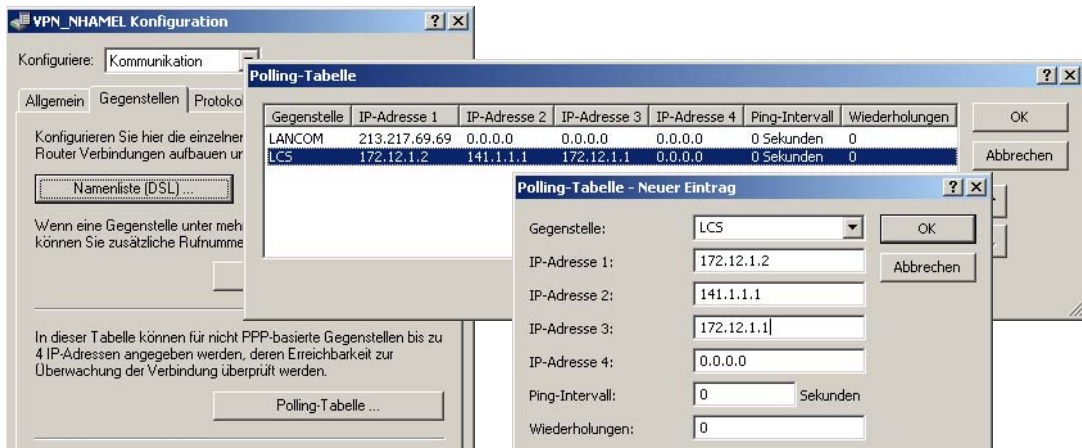 VPN_NHAMEL Konfiguration
Konfiguriere: Kommunikation
Allgemein Gegenstellen Protoko
Konfigurieren Sie hier die einzelner
Router Verbindungen aufbauen ur
Namenliste (DSL) ...
Wenn eine Gegenstelle unter meh
können Sie zusätzliche Rufnumme
In dieser Tabelle können für nicht PPP-basierte Gegenstellen bis zu
4 IP-Adressen angegeben werden, deren Erreichbarkeit zur
Überwachung der Verbindung überprüft werden.
Polling-Tabelle ...
Polling-Tabelle
Gegenstelle IP-Adresse 1 IP-Adresse 2 IP-Adresse 3 IP-Adresse 4 Ping-Intervall Wiederholungen
LANCOM 213.217.69.69 0.0.0.0 0.0.0.0 0.0.0.0 0 Sekunden 0
LCS 172.12.1.2 141.1.1.1 172.12.1.1 0.0.0.0 0 Sekunden 0
OK
Abbrechen
Polling-Tabelle - Neuer Eintrag
Gegenstelle: LCS
IP-Adresse 1: 172.12.1.2
IP-Adresse 2: 141.1.1.1
IP-Adresse 3: 172.12.1.1
IP-Adresse 4: 0.0.0.0
Ping-Intervall: 0 Sekunden
Wiederholungen: 0
OK
Abbrechen